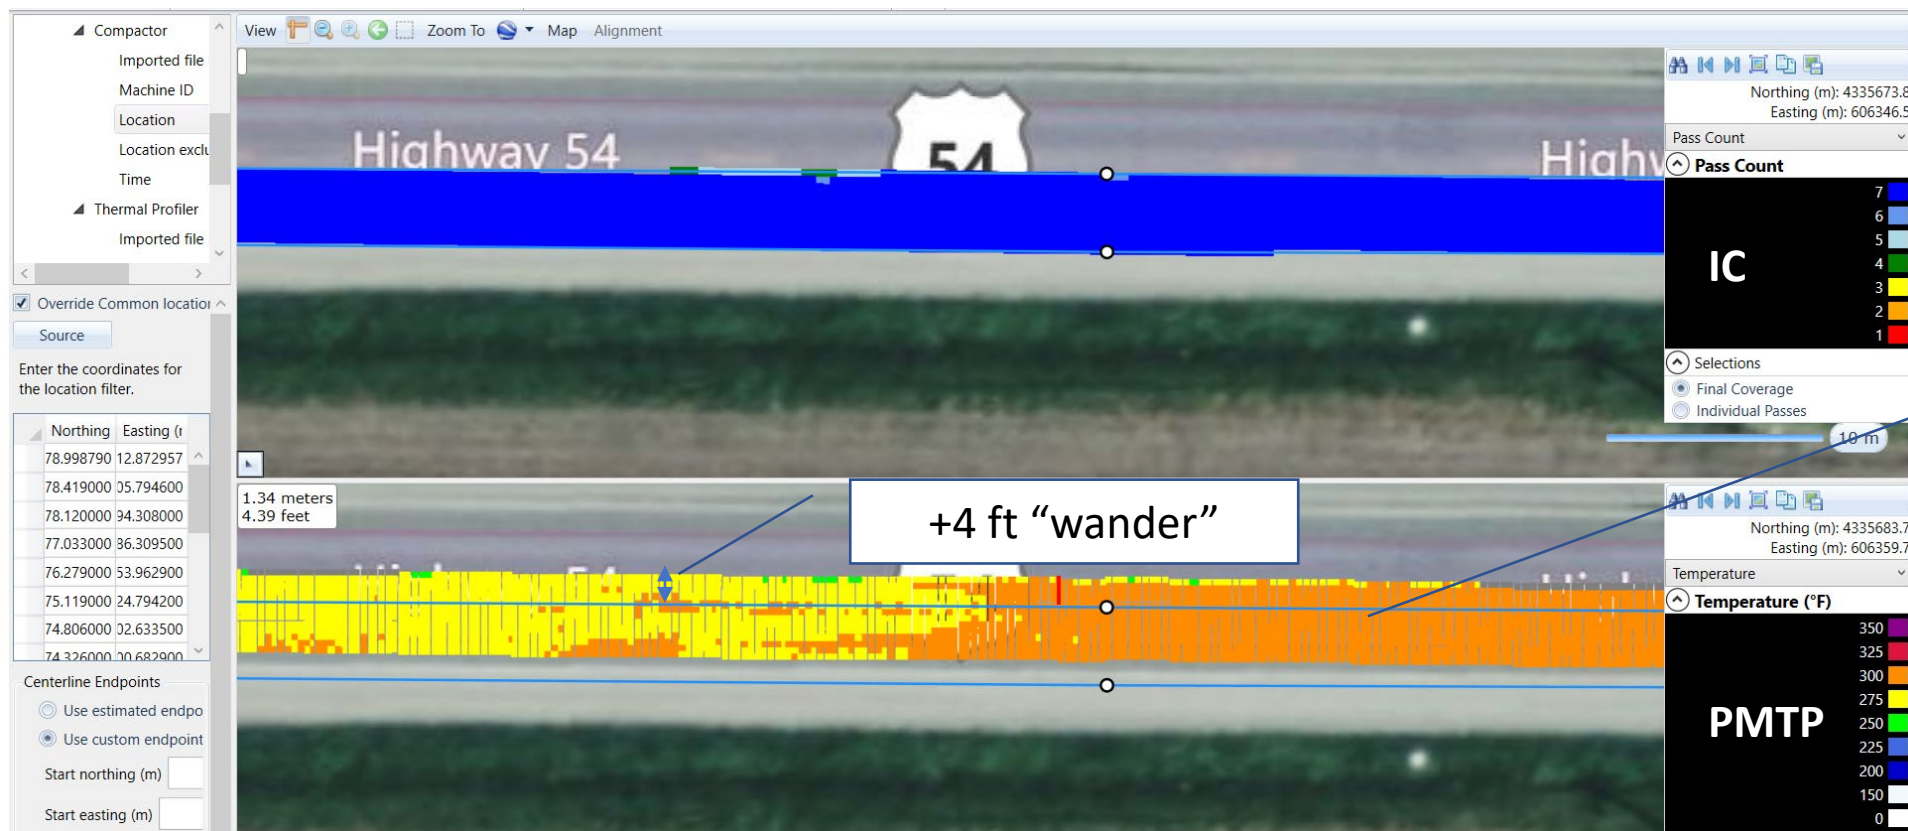 Compactor
Imported file
Machine ID
Location
Location exclu
Time
Thermal Profiler
Imported file
Override Common location
Source
Enter the coordinates for
the location filter.
Northing Easting (
78.998790 12.872957
78.419000 05.794600
78.120000 94.308000
77.033000 86.309500
76.279000 53.962900
75.119000 24.794200
74.806000 02.633500
74.326000 00.682900
Centerline Endpoints
Use estimated endpo
Use custom endpoint
Start northing (m)
Start easting (m)
View Zoom To Map Alignment
Highway 54
54
Highw
Northing (m): 4335673.8
Easting (m): 606346.5
Pass Count
Pass Count
7
6
5
4
3
2
1
IC
Selections
Final Coverage
Individual Passes
10 m
1.34 meters
4.39 feet
+4 ft “wander”
Northing (m): 4335683.7
Easting (m): 606359.7
Temperature
Temperature (°F)
350
325
300
275
250
225
200
150
0
PMTP